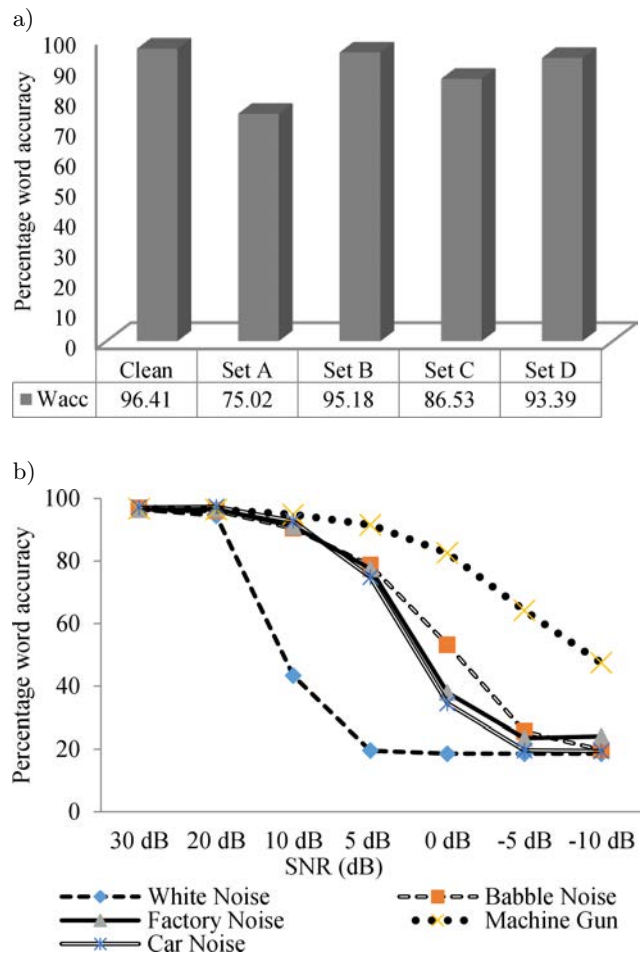 a)
Percentage word accuracy
100
90
80
70
60
50
40
30
20
10
0
Clean Set A Set B Set C Set D
Wacc 96.41 75.02 95.18 86.53 93.39
b)
Percentage word accuracy
100
80
60
40
20
0
30 dB 20 dB 10 dB 5 dB 0 dB -5 dB -10 dB
SNR (dB)
White Noise Babble Noise
Factory Noise Machine Gun
Car Noise